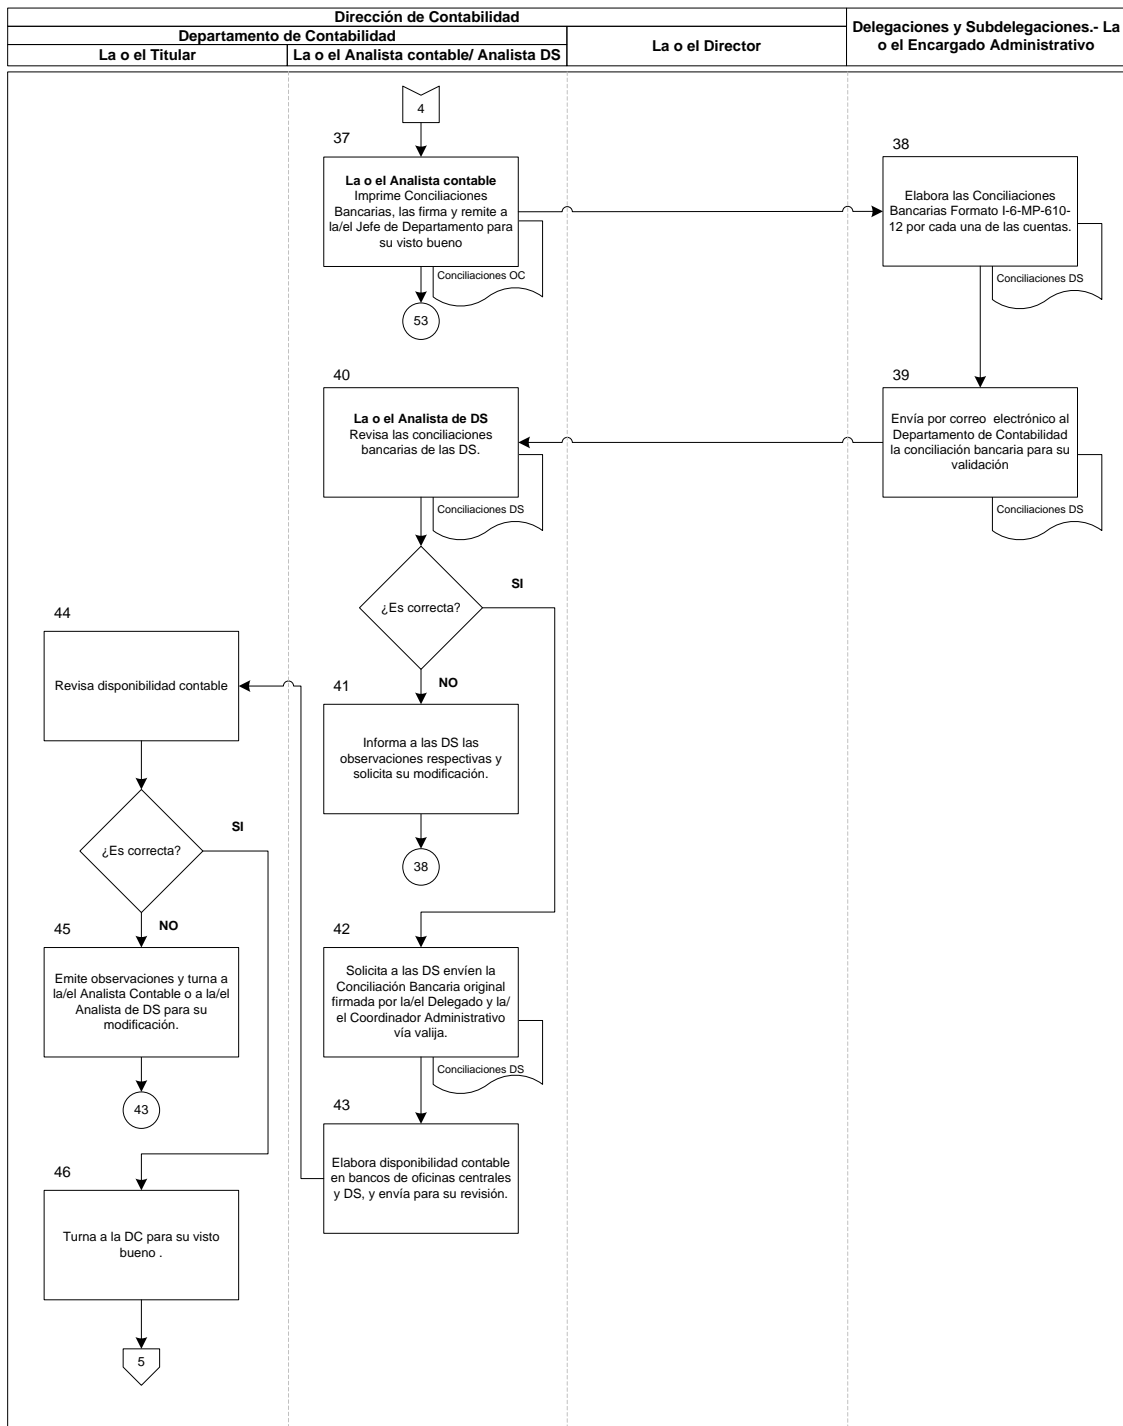 Dirección de Contabilidad
Departamento de Contabilidad
La o el Titular
La o el Analista contable/ Analista DS
La o el Director
Delegaciones y Subdelegaciones.- La
o el Encargado Administrativo
4
37
La o el Analista contable
Imprime Conciliaciones
Bancarias, las firma y remite a
la/el Jefe de Departamento para
su visto bueno
Conciliaciones OC
53
38
Elabora las Conciliaciones
Bancarias Formato I-6-MP-610-
12 por cada una de las cuentas.
Conciliaciones DS
39
Envía por correo electrónico al
Departamento de Contabilidad
la conciliación bancaria para su
validación
Conciliaciones DS
40
La o el Analista de DS
Revisa las conciliaciones
bancarias de las DS.
Conciliaciones DS
¿Es correcta?
SI
NO
41
Informa a las DS las
observaciones respectivas y
solicita su modificación.
38
42
Solicita a las DS envíen la
Conciliación Bancaria original
firmada por la/el Delegado y la/
el Coordinador Administrativo
vía valija.
Conciliaciones DS
43
Elabora disponibilidad contable
en bancos de oficinas centrales
y DS, y envía para su revisión.
44
Revisa disponibilidad contable
¿Es correcta?
SI
NO
45
Emite observaciones y turna a
la/el Analista Contable o a la/el
Analista de DS para su
modificación.
43
46
Turna a la DC para su visto
bueno .
5